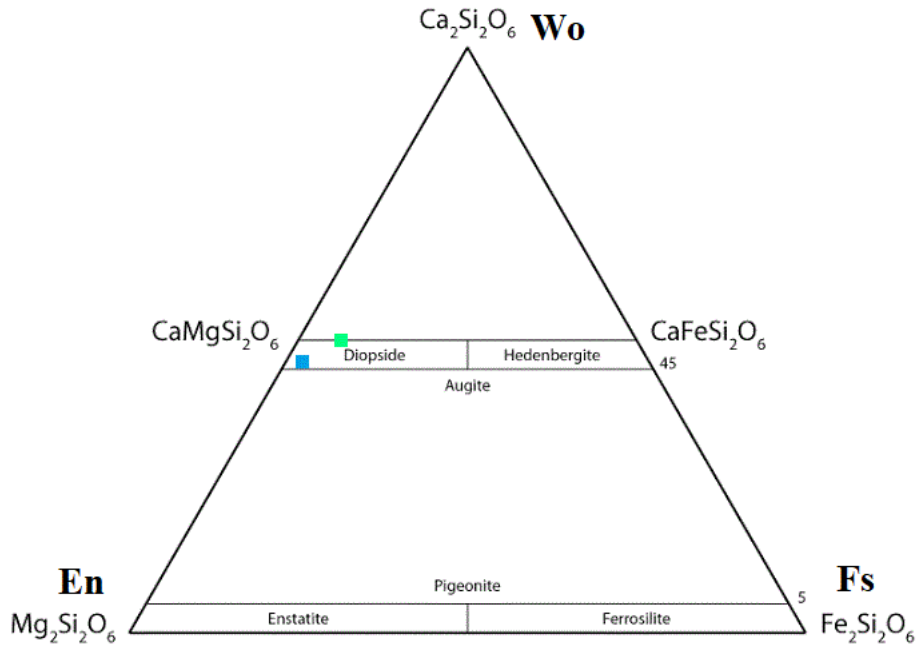 Ca₂Si₂O₆ Wo
CaMgSi₂O₆
CaFeSi₂O₆
Diopside
Hedenbergite
45
Augite
En
Fs
Pigeonite
5
Mg₂Si₂O₆
Enstatite
Ferrosilite
Fe₂Si₂O₆